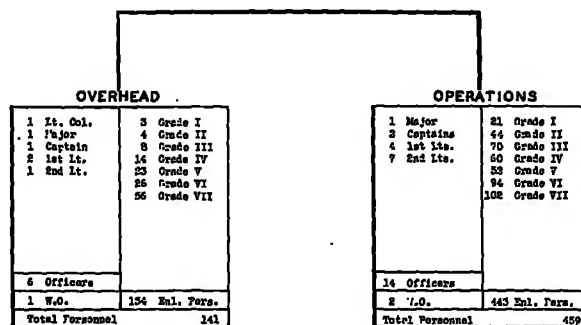 OVERHEAD
1 Lt. Col.
1 Major
1 Captain
2 1st Lt.
1 2nd Lt.
3 Grade I
4 Grade II
8 Grade III
14 Grade IV
23 Grade V
26 Grade VI
56 Grade VII
6 Officers
1 W.O.
134 Enl. Pers.
Total Personnel 141
OPERATIONS
1 Major
2 Captains
4 1st Lts.
7 2nd Lts.
21 Grade I
44 Grade II
70 Grade III
60 Grade IV
52 Grade V
94 Grade VI
102 Grade VII
14 Officers
2 W.O.
443 Enl. Pers.
Total Personnel 459